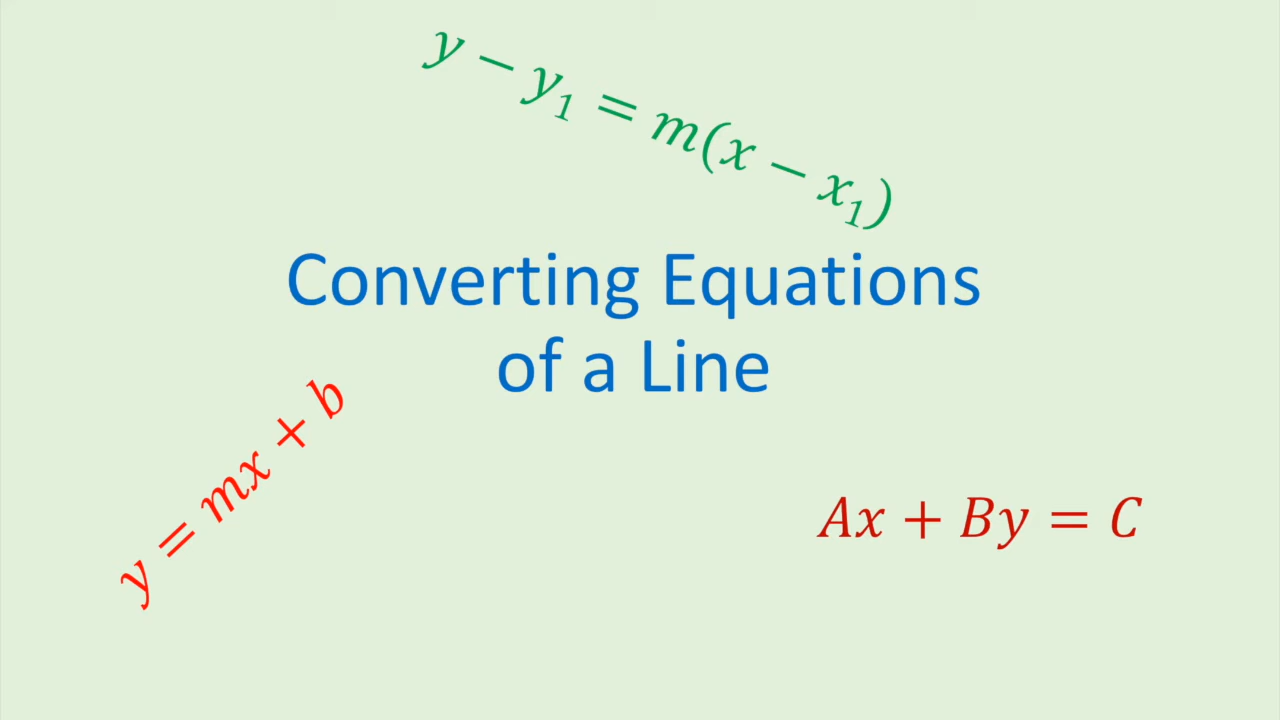 y − y₁ = m(x − x₁)
Converting Equations
of a Line
y = mx + b
Ax + By = C